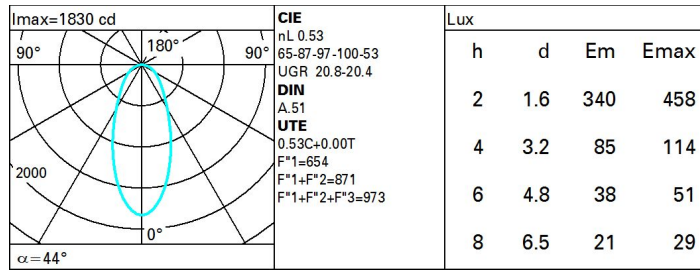 Imax=1830 cd
90° 180° 90°
2000
0°
α=44°
CIE
nL 0.53
65-87-97-100-53
UGR 20.8-20.4
DIN
A.51
UTE
0.53C+0.00T
F"1=654
F"1+F"2=871
F"1+F"2+F"3=973
Lux
h d Em Emax
2 1.6 340 458
4 3.2 85 114
6 4.8 38 51
8 6.5 21 29